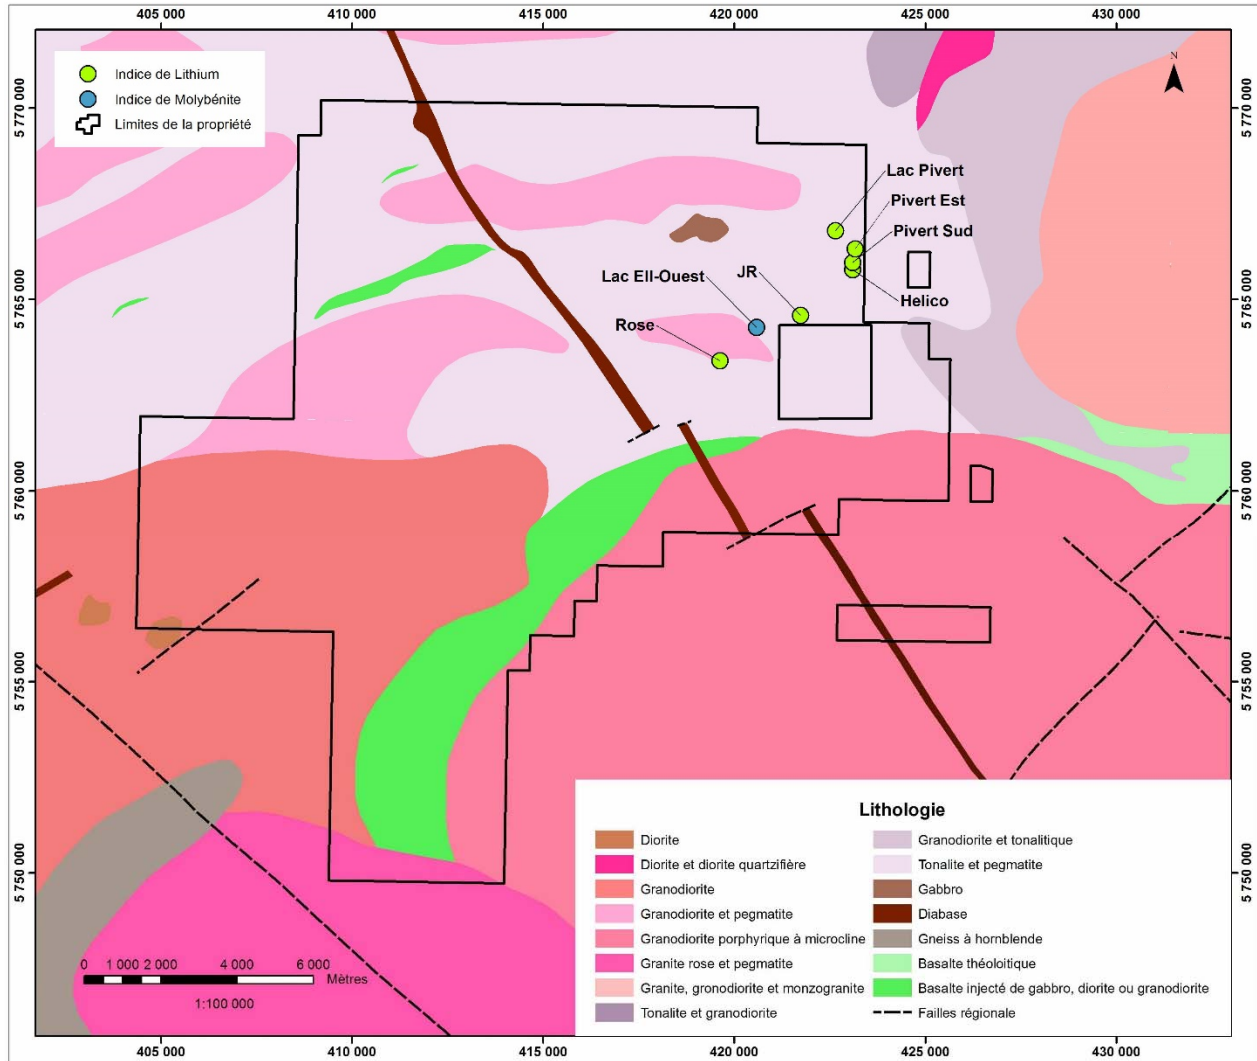 405 000 410 000 415 000 420 000 425 000 430 000
5 770 000
5 765 000
5 760 000
5 755 000
5 750 000
Indice de Lithium
Indice de Molybénite
Limites de la propriété
N
5 770 000
5 765 000
5 760 000
5 755 000
5 750 000
Lac Pivert
Pivert Est
Pivert Sud
Lac Ell-Ouest
JR
Helico
Rose
Lithologie
Diorite
Diorite et diorite quartzifière
Granodiorite
Granodiorite et pegmatite
Granodiorite porphyrique à microcline
Granite rose et pegmatite
Granite, gronodiorite et monzogranite
Tonalite et granodiorite
Granodiorite et tonalitique
Tonalite et pegmatite
Gabbro
Diabase
Gneiss à hornblende
Basalte théoloitique
Basalte injecté de gabbro, diorite ou granodiorite
Failles régionale
0 1 000 2 000 4 000 6 000
Mètres
1:100 000
405 000 410 000 415 000 420 000 425 000 430 000